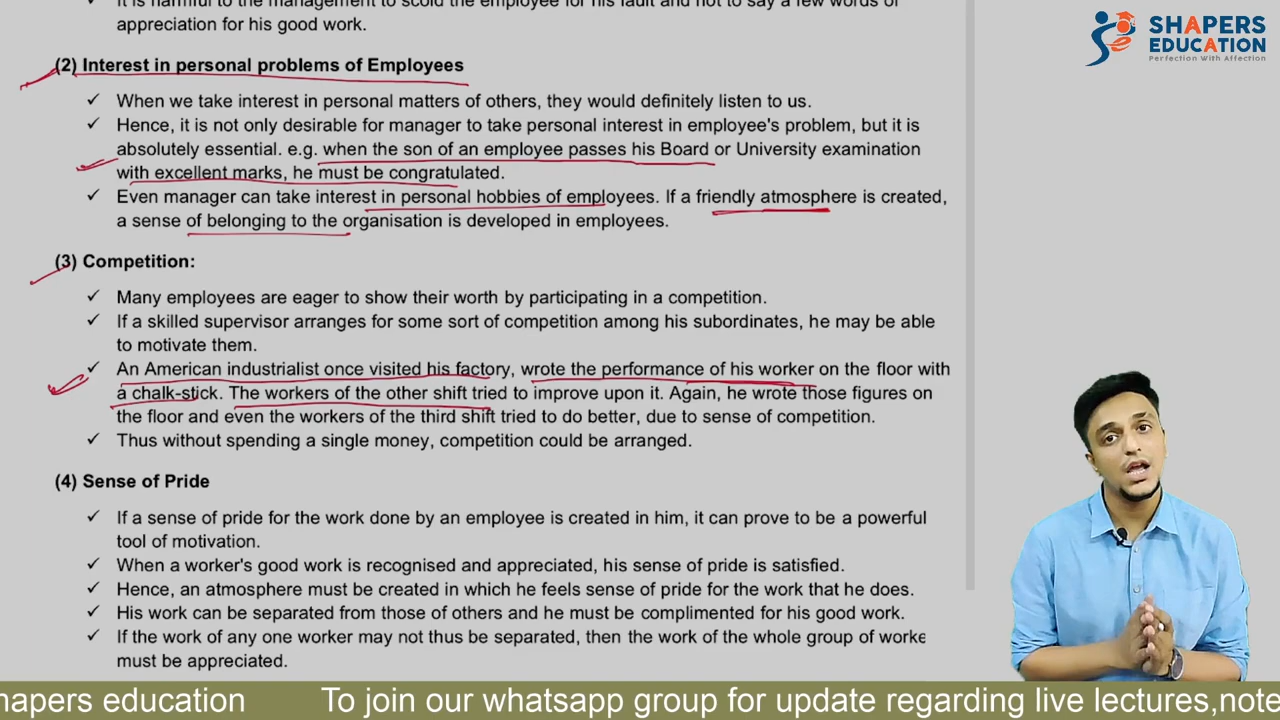 It is harmful to the management to scold the employee for his fault and not to say a few words of
appreciation for his good work.
SHAPERS
EDUCATION
Perfection With Affection
(2) Interest in personal problems of Employees
✓ When we take interest in personal matters of others, they would definitely listen to us.
✓ Hence, it is not only desirable for manager to take personal interest in employee's problem, but it is
absolutely essential. e.g. when the son of an employee passes his Board or University examination
with excellent marks, he must be congratulated.
✓ Even manager can take interest in personal hobbies of employees. If a friendly atmosphere is created,
a sense of belonging to the organisation is developed in employees.
(3) Competition:
✓ Many employees are eager to show their worth by participating in a competition.
✓ If a skilled supervisor arranges for some sort of competition among his subordinates, he may be able
to motivate them.
✓ An American industrialist once visited his factory, wrote the performance of his worker on the floor with
a chalk-stick. The workers of the other shift tried to improve upon it. Again, he wrote those figures on
the floor and even the workers of the third shift tried to do better, due to sense of competition.
✓ Thus without spending a single money, competition could be arranged.
(4) Sense of Pride
✓ If a sense of pride for the work done by an employee is created in him, it can prove to be a powerful
tool of motivation.
✓ When a worker's good work is recognised and appreciated, his sense of pride is satisfied.
✓ Hence, an atmosphere must be created in which he feels sense of pride for the work that he does.
✓ His work can be separated from those of others and he must be complimented for his good work.
✓ If the work of any one worker may not thus be separated, then the work of the whole group of worke
must be appreciated.
hapers education To join our whatsapp group for update regarding live lectures,note